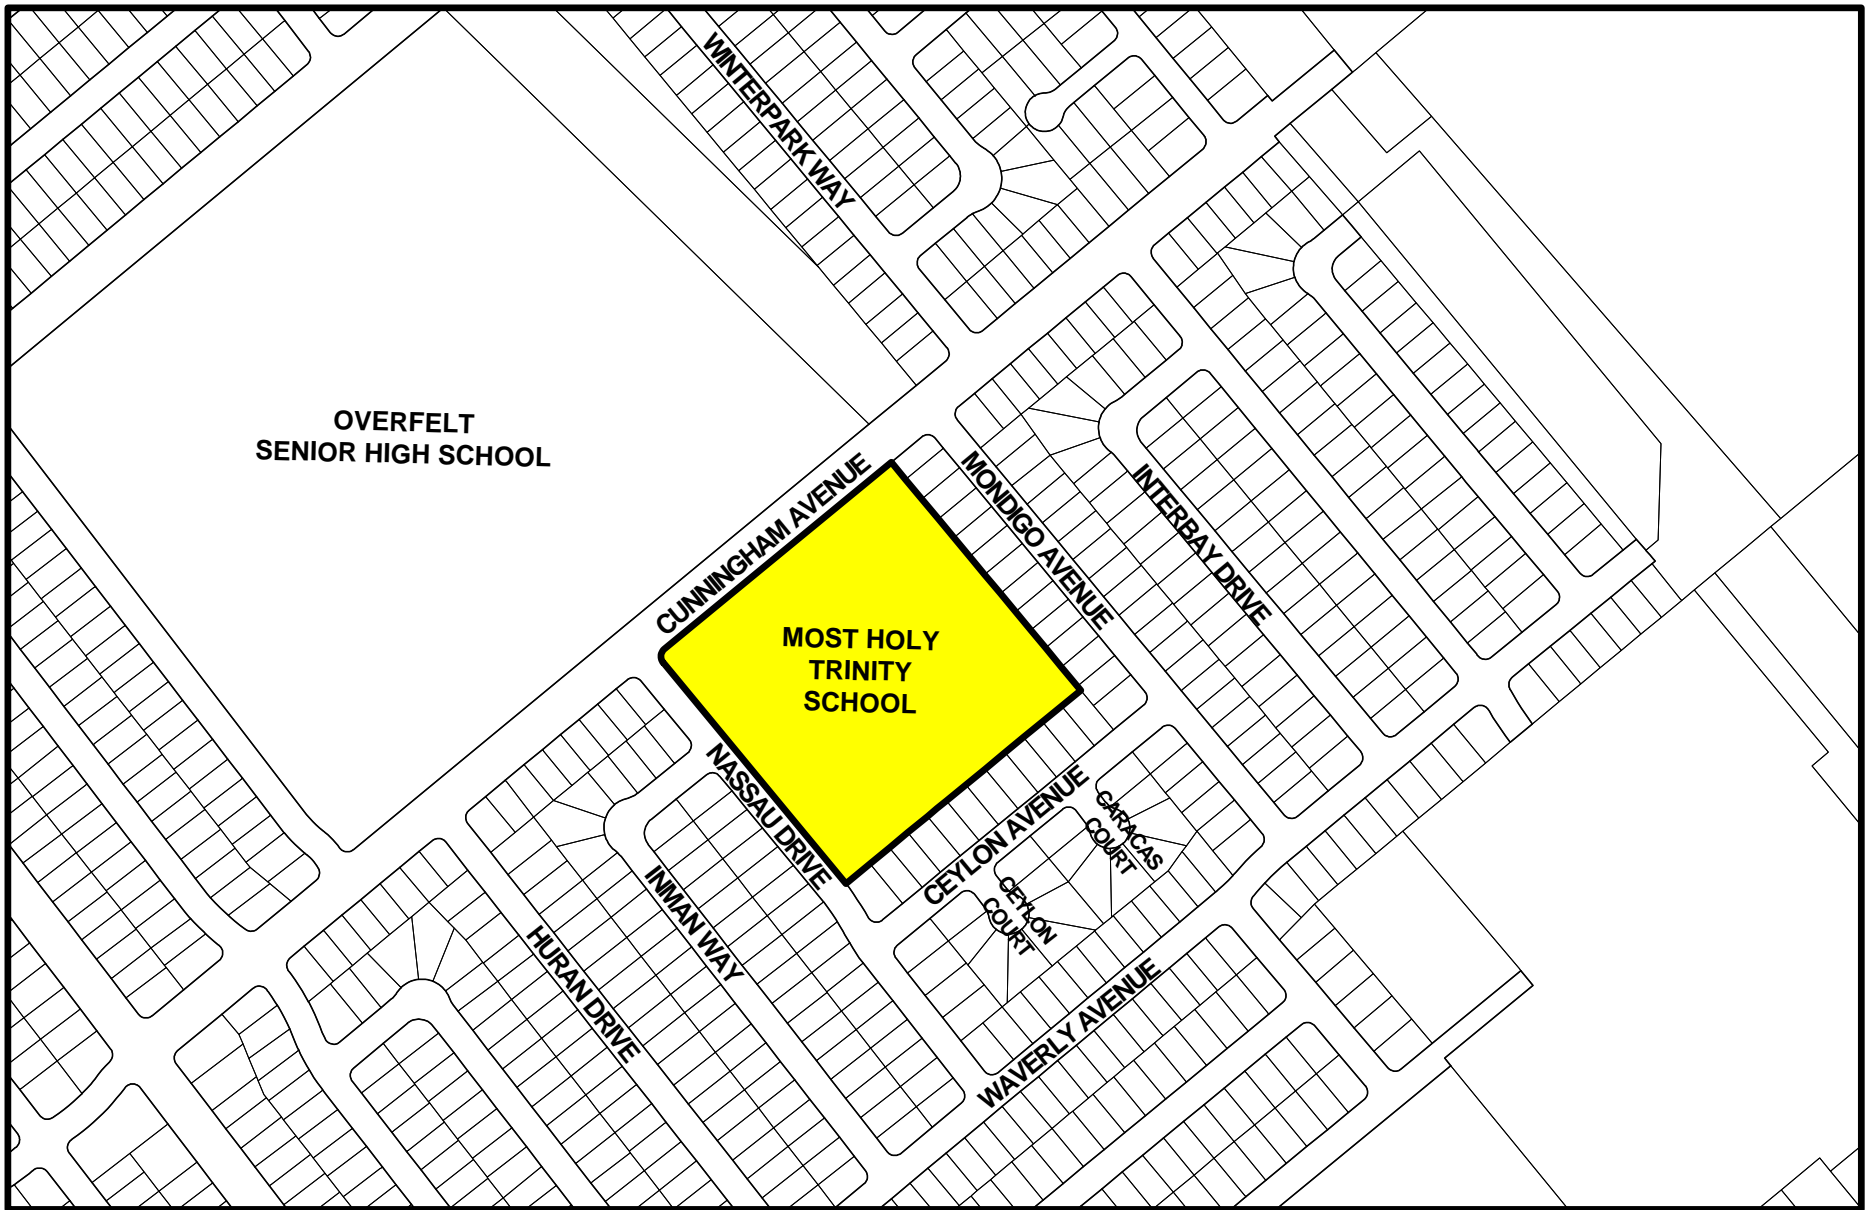 WINTERPARK WAY
OVERFELT
SENIOR HIGH SCHOOL
CUNNINGHAM AVENUE
MONDIGO AVENUE
INTERBAY DRIVE
MOST HOLY
TRINITY
SCHOOL
NASSAU DRIVE
CEYLON AVENUE
CARACAS
COURT
CEYLON
COURT
INMAN WAY
HURAN DRIVE
WAVERLY AVENUE